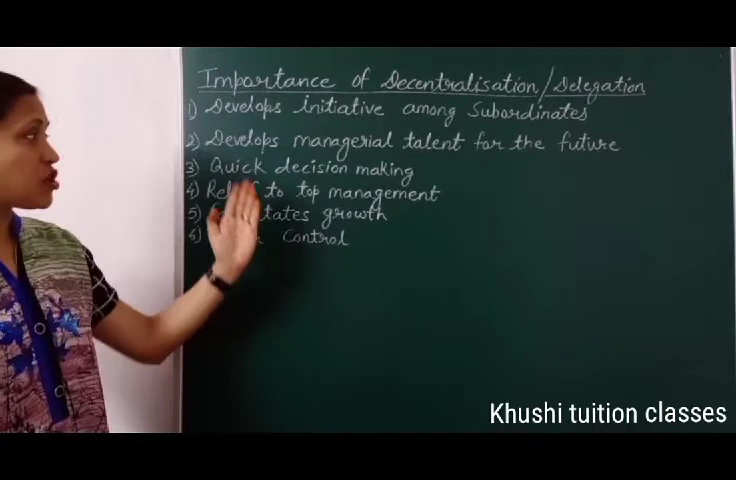 Importance of Decentralisation/Delegation
1) Develops initiative among Subordinates
2) Develops managerial talent for the future
3) Quick decision making
4) Relief to top management
5) growth
6) control
Khushi tuition classes